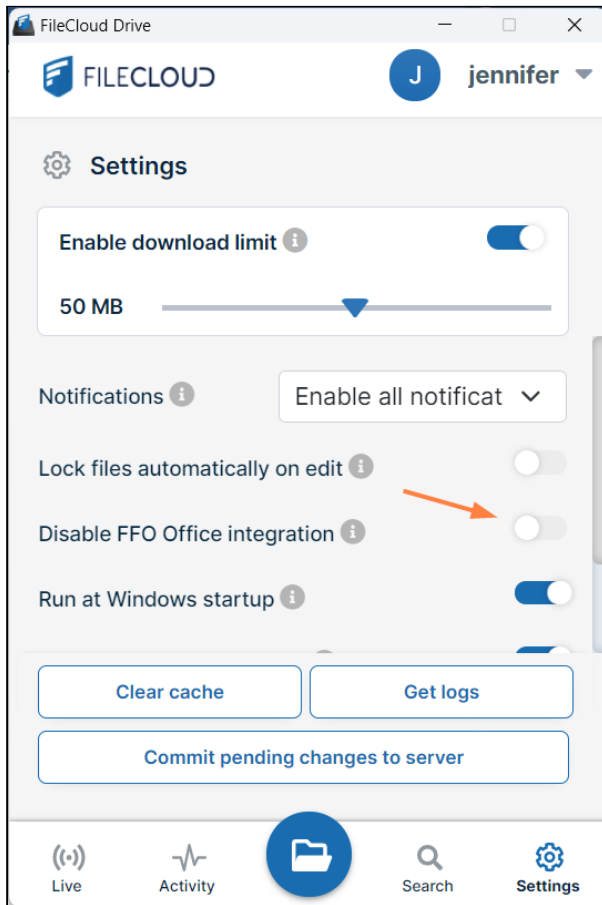 FileCloud Drive
FILECLOUD
J
jennifer
Settings
Enable download limit
50 MB
Notifications
Enable all notificat
Lock files automatically on edit
Disable FFO Office integration
Run at Windows startup
Clear cache
Get logs
Commit pending changes to server
Live
Activity
Search
Settings